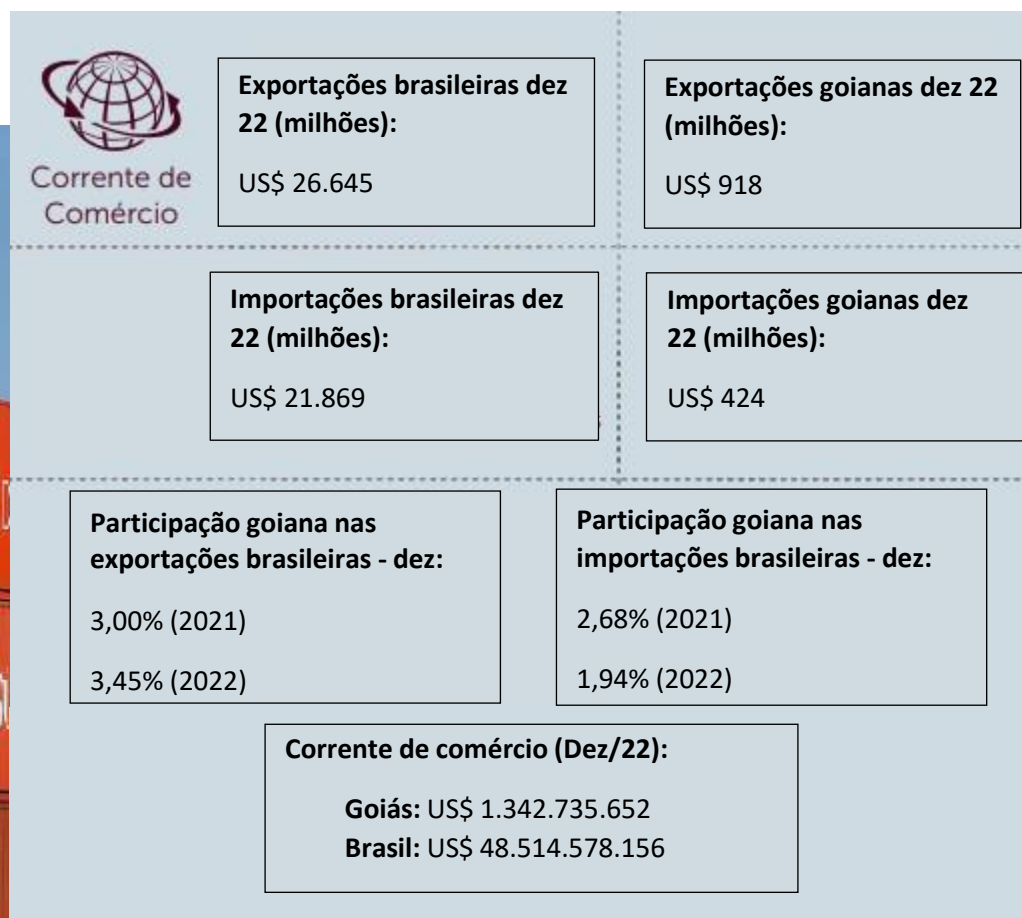 Corrente de
Comércio
Exportações brasileiras dez
22 (milhões):
US$ 26.645
Exportações goianas dez 22
(milhões):
US$ 918
Importações brasileiras dez
22 (milhões):
US$ 21.869
Importações goianas dez
22 (milhões):
US$ 424
Participação goiana nas
exportações brasileiras - dez:
3,00% (2021)
3,45% (2022)
Participação goiana nas
importações brasileiras - dez:
2,68% (2021)
1,94% (2022)
Corrente de comércio (Dez/22):
Goiás: US$ 1.342.735.652
Brasil: US$ 48.514.578.156